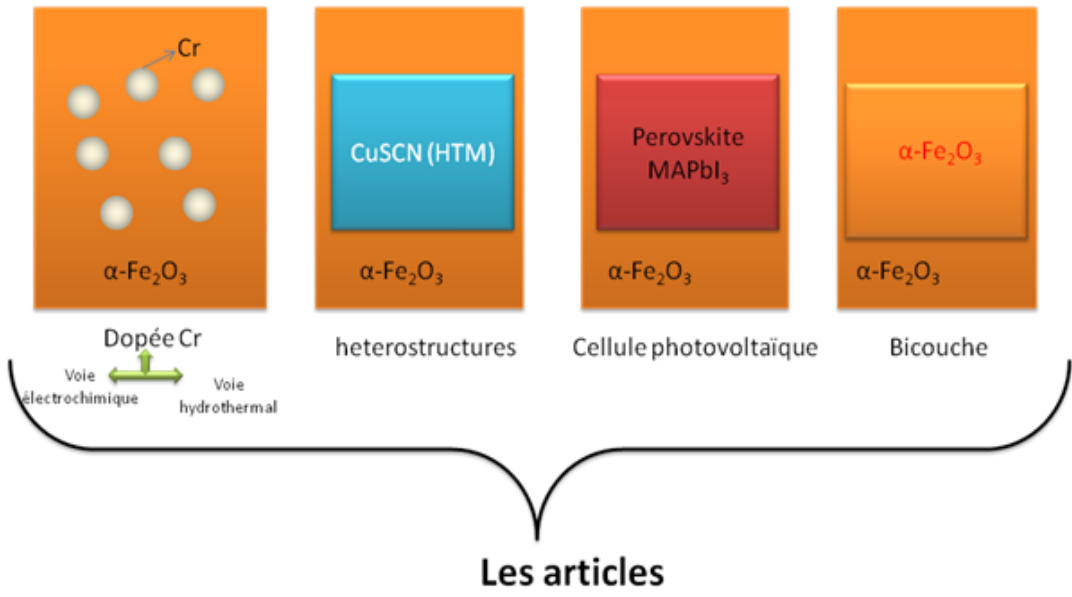 Cr
α-Fe₂O₃
Dopée Cr
Voie
électrochimique
Voie
hydrothermal
CuSCN (HTM)
α-Fe₂O₃
heterostructures
Perovskite
MAPbI₃
α-Fe₂O₃
Cellule photovoltaïque
α-Fe₂O₃
α-Fe₂O₃
Bicouche
Les articles